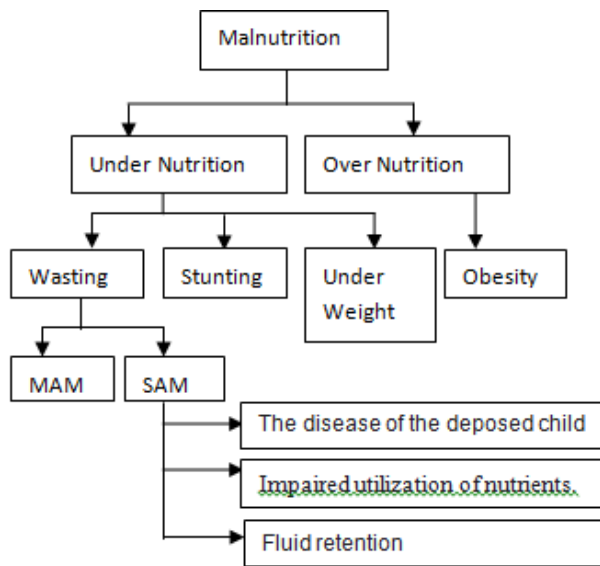 Malnutrition
Under Nutrition
Over Nutrition
Wasting
Stunting
Under
Weight
Obesity
MAM
SAM
The disease of the deposed child
Impaired utilization of nutrients.
Fluid retention